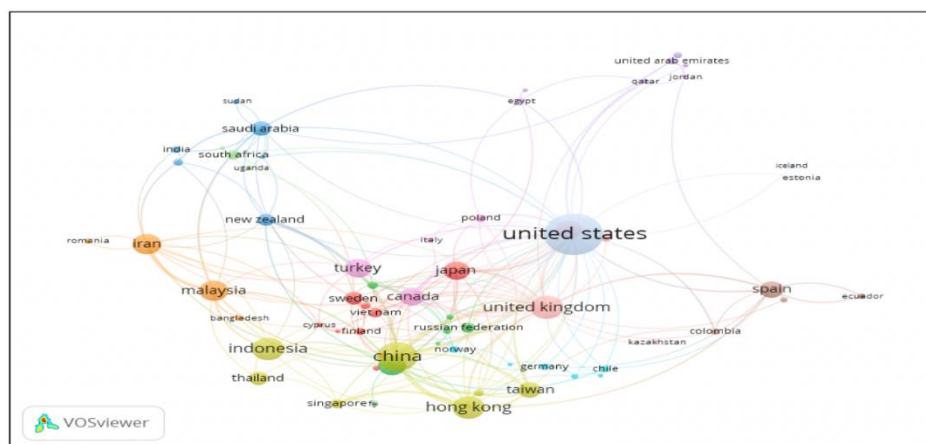 united arab emirates
qatar
jordan
sudan
egypt
saudi arabia
india
south africa
uganda
iceland
estonia
new zealand
poland
romania
iran
italy
united states
turkey
japan
malaysia
sweden
canada
spain
ecuador
viet nam
united kingdom
bangladesh
cyprus
finland
russian federation
colombia
kazakhstan
indonesia
china
norway
germany
chile
thailand
taiwan
singapore
hong kong
VOSviewer